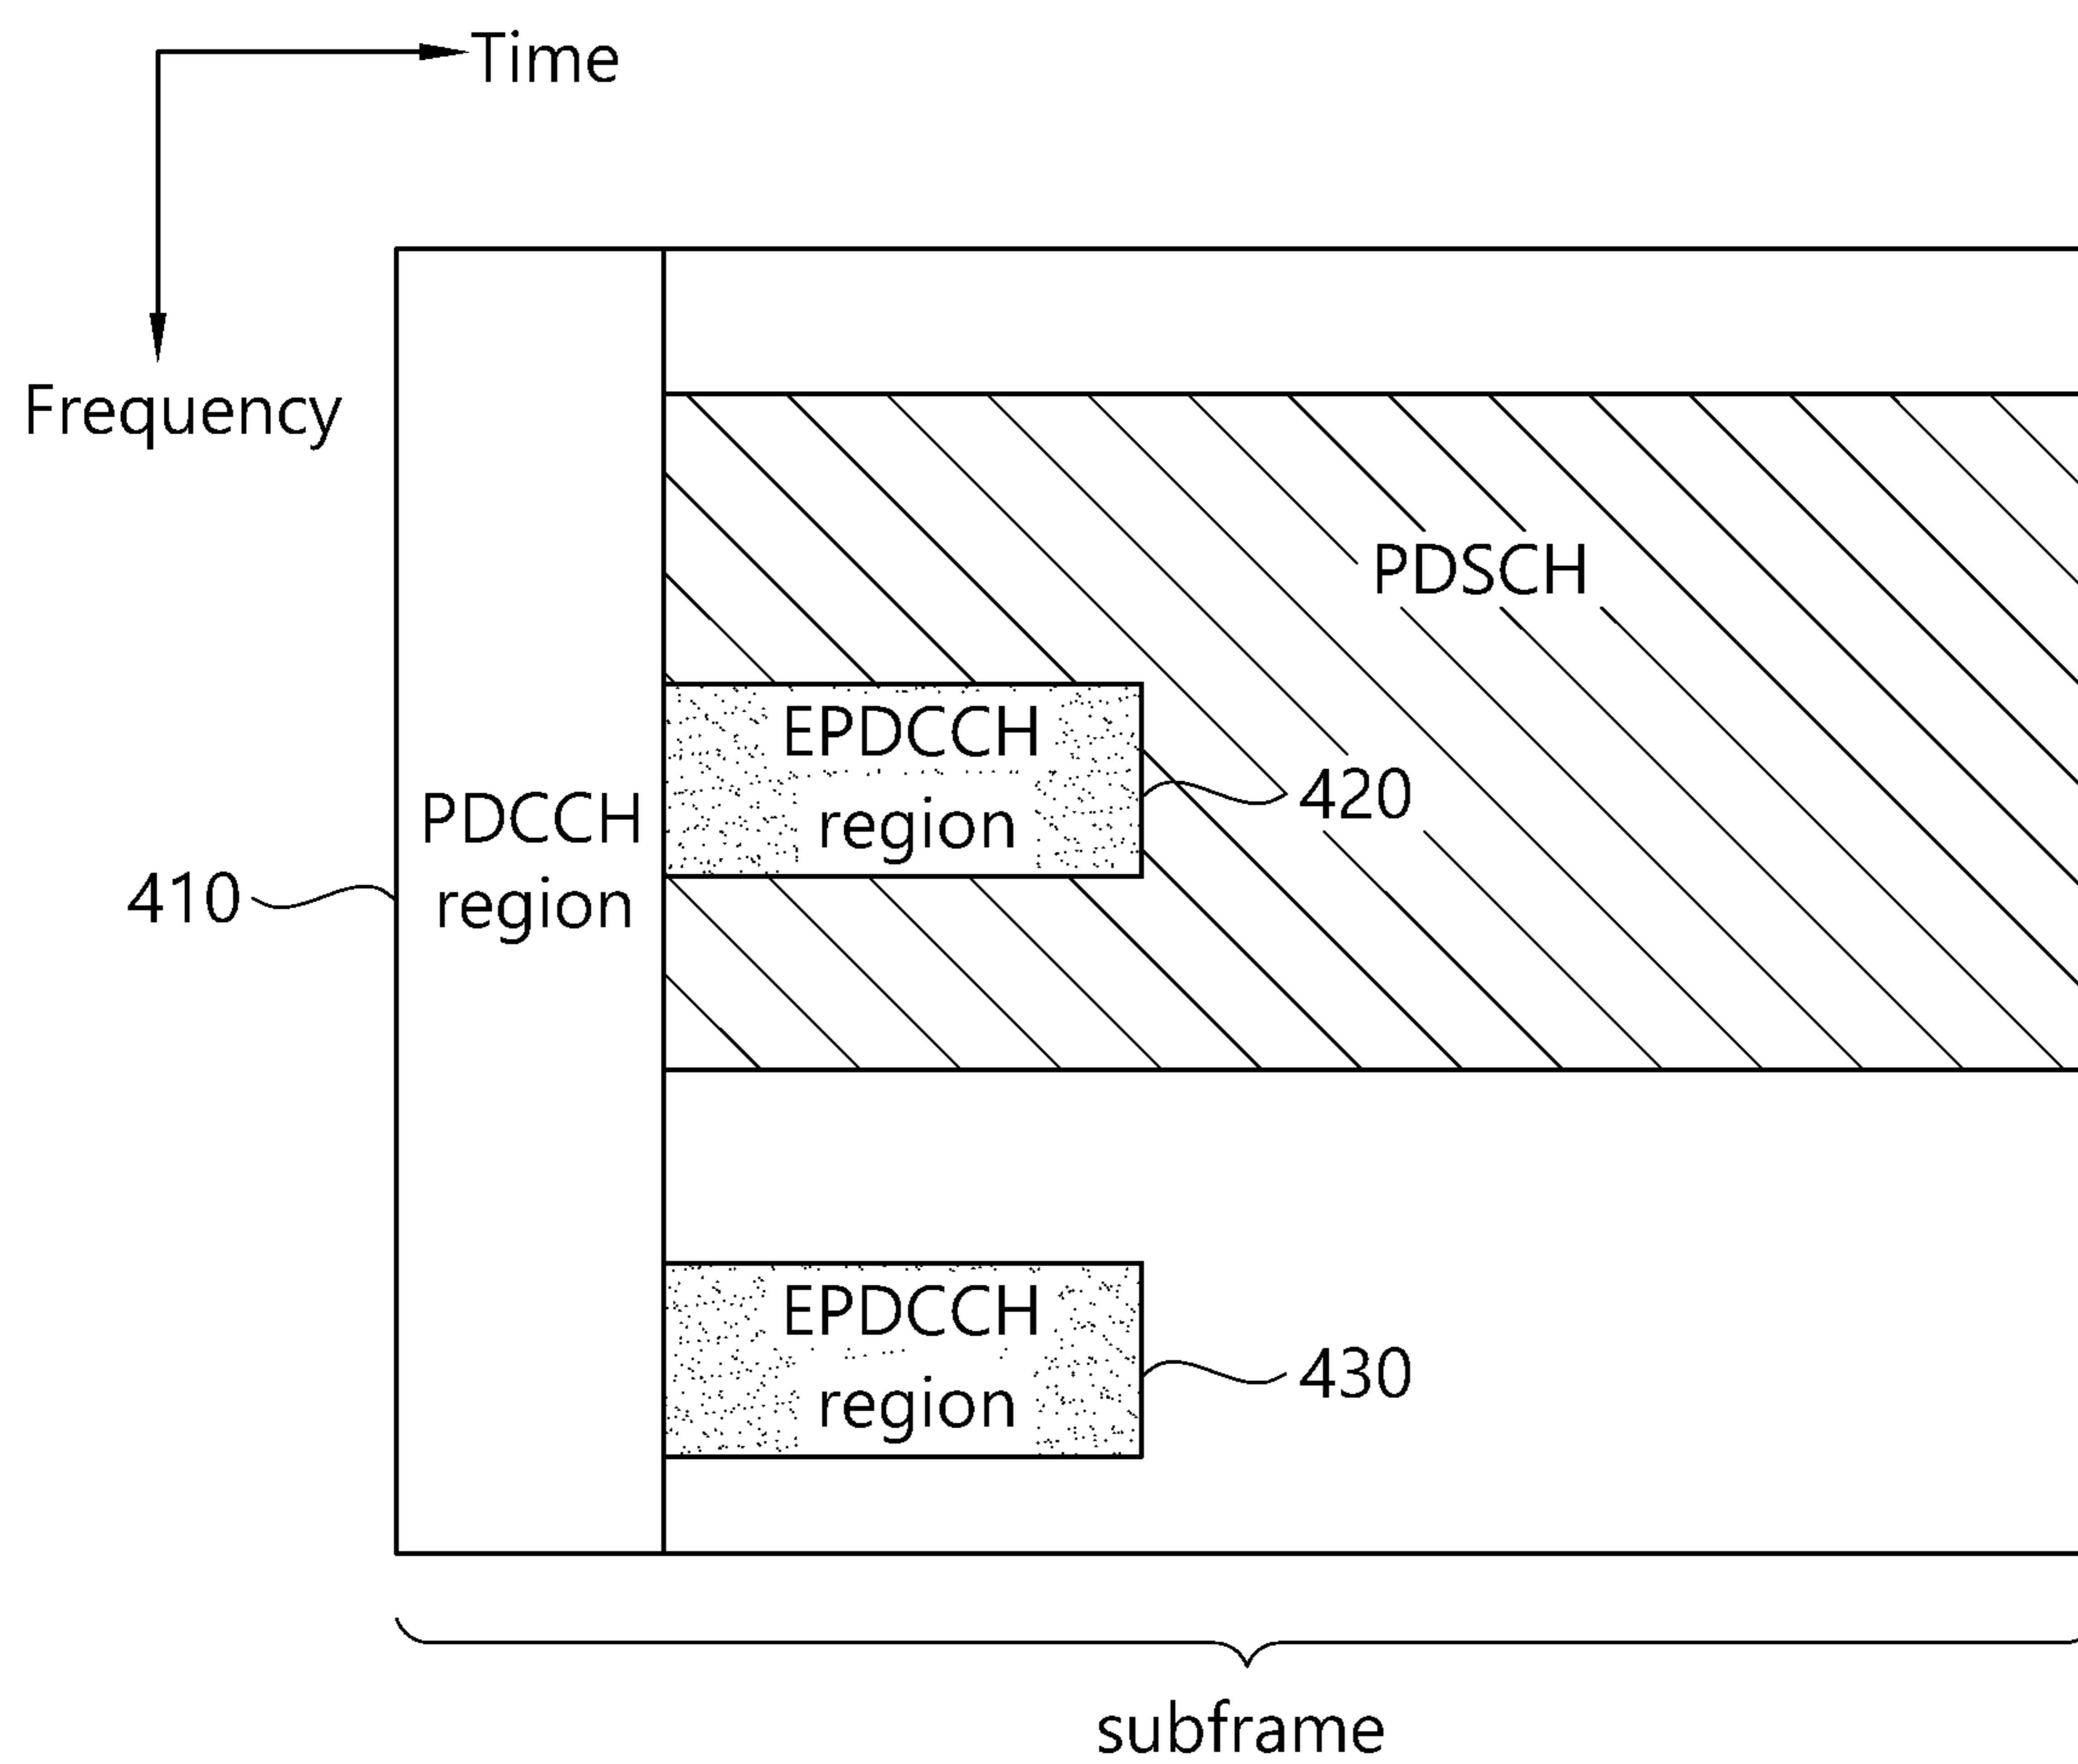 Time
Frequency
PDSCH
EPDCCH
region
420
PDCCH
region
410
EPDCCH
region
430
subframe